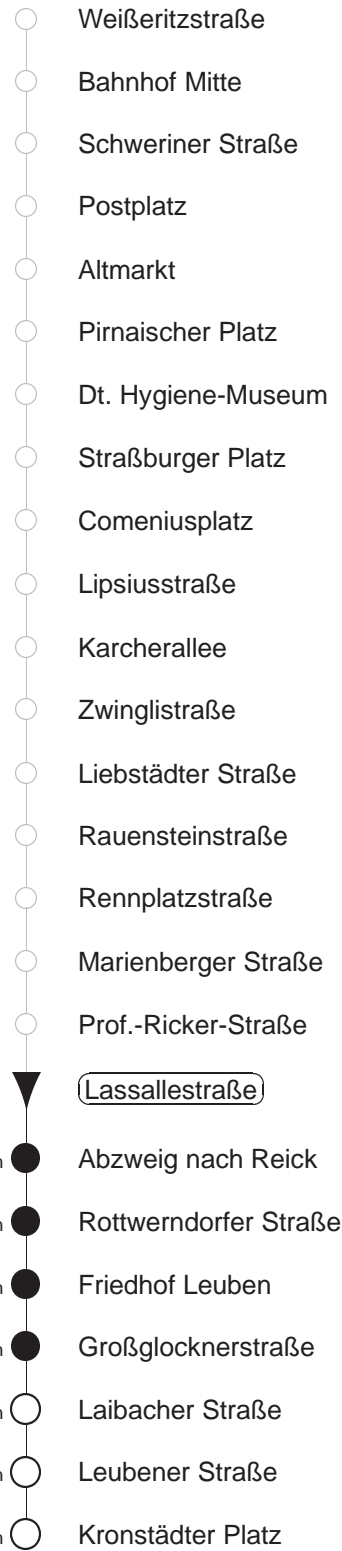 Weißeritzstraße
Bahnhof Mitte
Schweriner Straße
Postplatz
Altmarkt
Pirnaischer Platz
Dt. Hygiene-Museum
Straßburger Platz
Comeniusplatz
Lipsiusstraße
Karcherallee
Zwinglistraße
Liebstädter Straße
Rauensteinstraße
Rennplatzstraße
Marienberger Straße
Prof.-Ricker-Straße
Lassallestraße
Abzweig nach Reick
Rottwerndorfer Straße
Friedhof Leuben
Großglocknerstraße
Laibacher Straße
Leubener Straße
Kronstädter Platz